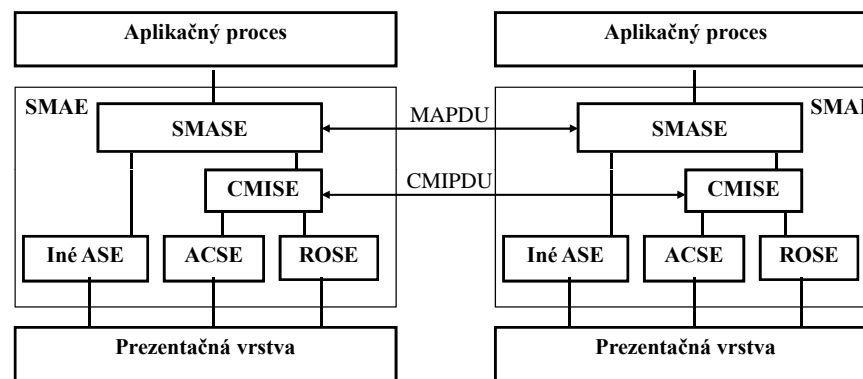 Aplikačný proces
Aplikačný proces
SMAE
SMAE
SMASE
MAPDU
SMASE
CMISE
CMIPDU
CMISE
Iné ASE
ACSE
ROSE
Iné ASE
ACSE
ROSE
Prezentačná vrstva
Prezentačná vrstva